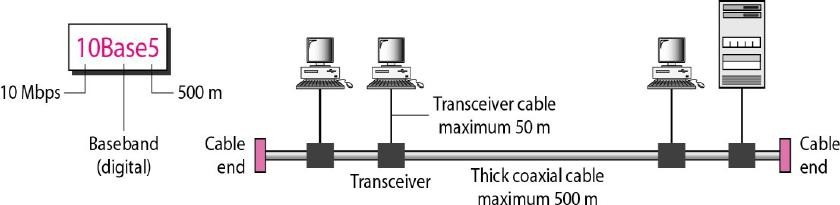 10Base5
10 Mbps
500 m
Baseband
(digital)
Cable
end
Transceiver cable
maximum 50 m
Transceiver
Thick coaxial cable
maximum 500 m
Cable
end